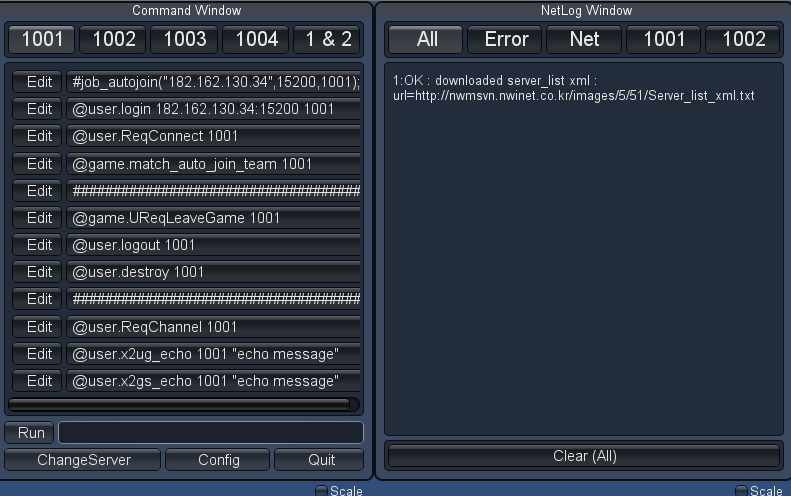 Command Window
1001 1002 1003 1004 1 & 2
Edit #job_autojoin("182.162.130.34",15200,1001);
Edit @user.login 182.162.130.34:15200 1001
Edit @user.ReqConnect 1001
Edit @game.match_auto_join_team 1001
Edit ####################################
Edit @game.UReqLeaveGame 1001
Edit @user.logout 1001
Edit @user.destroy 1001
Edit ####################################
Edit @user.ReqChannel 1001
Edit @user.x2ug_echo 1001 "echo message"
Edit @user.x2gs_echo 1001 "echo message"
Run
ChangeServer Config Quit
Scale
NetLog Window
All Error Net 1001 1002
1:OK : downloaded server_list xml :
url=http://nwmsvn.nwinet.co.kr/images/5/51/Server_list_xml.txt
Clear (All)
Scale